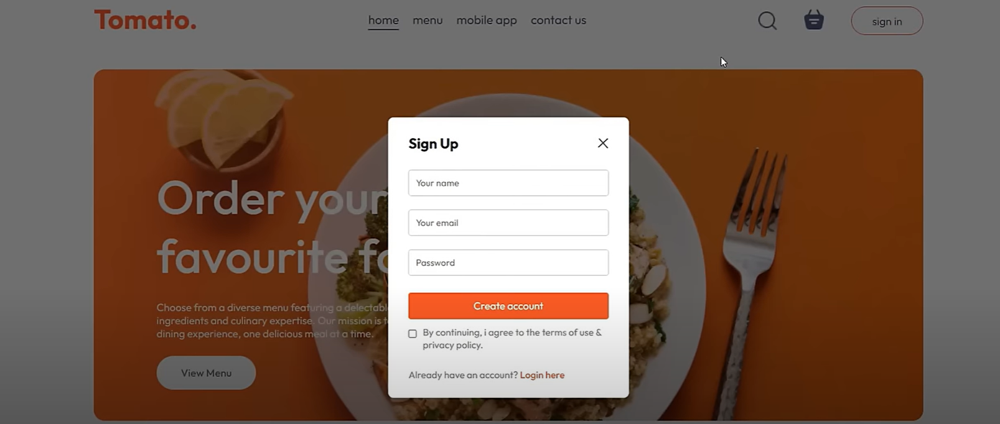 Tomato.
home menu mobile app contact us
sign in
Order your
favourite fo
Choose from a diverse menu featuring a delectabl
ingredients and culinary expertise. Our mission is t
dining experience, one delicious meal at a time.
View Menu
Sign Up
Your name
Your email
Password
Create account
By continuing, i agree to the terms of use &
privacy policy.
Already have an account? Login here